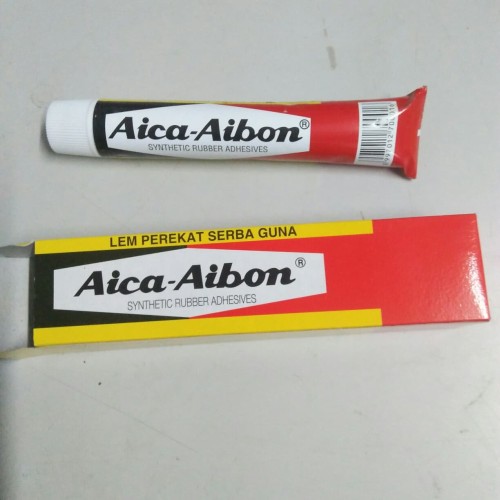 Aica-Aibon®
SYNTHETIC RUBBER ADHESIVES
LEM PEREKAT SERBA GUNA
Aica-Aibon®
SYNTHETIC RUBBER ADHESIVES